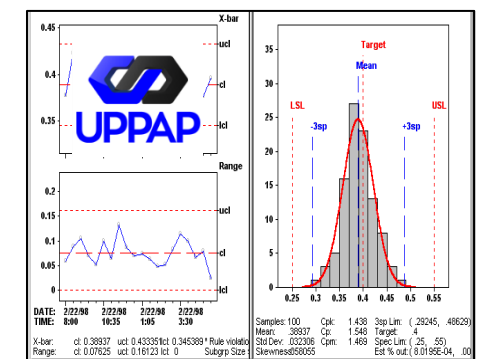 X-bar
0.45
ucl
0.4
cl
0.35
lcl
UPPAP
Range
0.2
ucl
0.15
0.1
cl
0.05
0
lcl
DATE: 2/22/98 2/22/98 2/22/98 2/22/98
TIME: 8:00 10:35 1:05 3:30
X-bar: cl: 0.38937 ucl: 0.433351 lcl: 0.345389 * Rule violatio
Range: cl: 0.07625 ucl: 0.16123 lcl: 0 Subgrp Size
35
30
25
20
15
10
5
0
Target
Mean
LSL
USL
-3sp
+3sp
0.25 0.3 0.35 0.4 0.45 0.5 0.55
Samples: 100 Cpk: 1.438 3sp Lim: ( .29245, .48629)
Mean: .38937 Cp: 1.548 Target: .4
Std Dev: .032306 Cpm: 1.469 Spec Lim: ( .25, .55)
Skewness .058055 Est % out: ( 8.0195E-04, .00